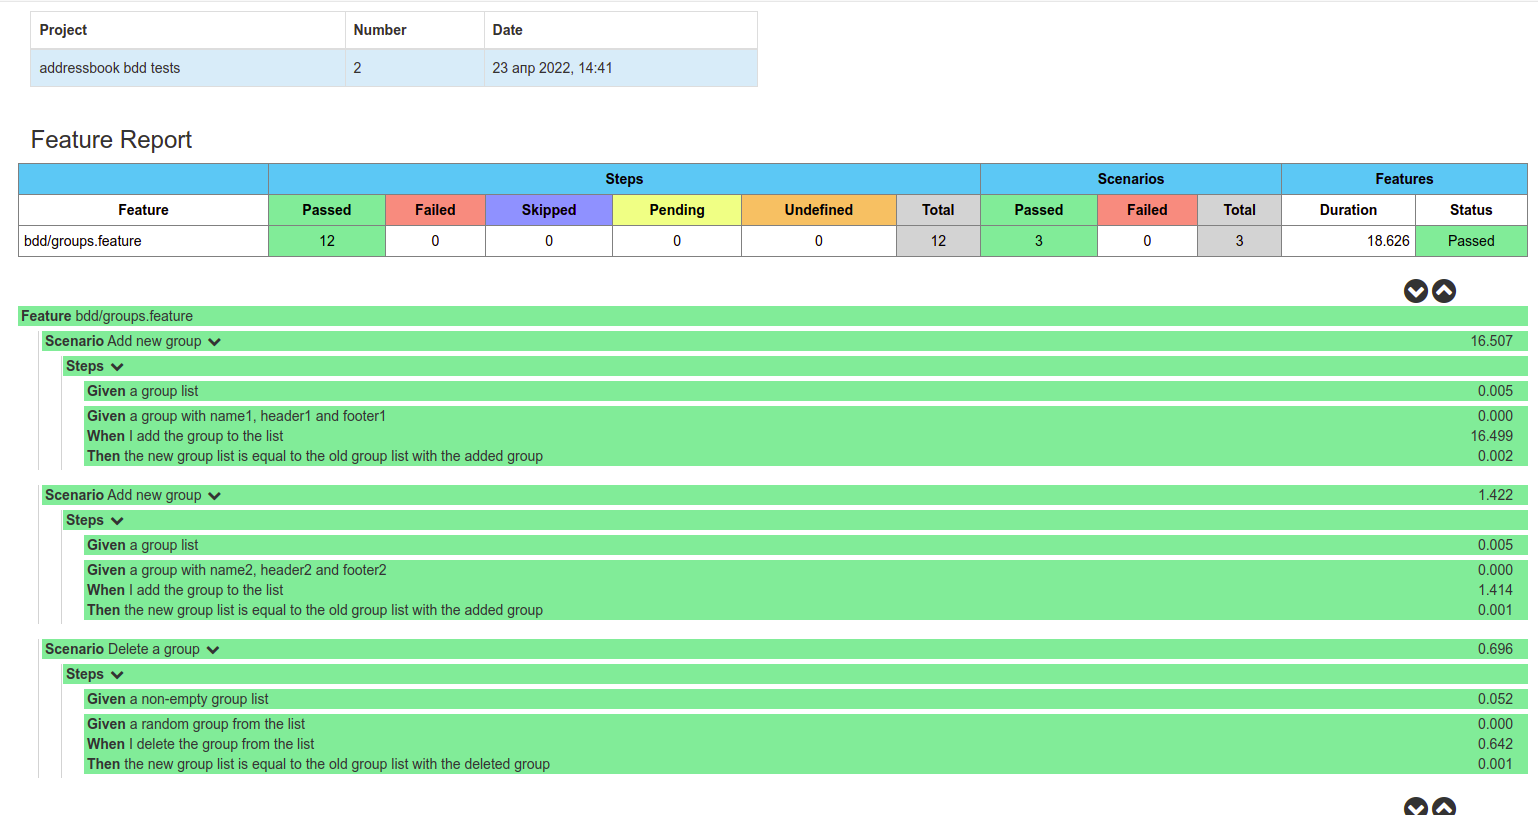 Project Number Date
addressbook bdd tests 2 23 апр 2022, 14:41
Feature Report
Steps Scenarios Features
Feature Passed Failed Skipped Pending Undefined Total Passed Failed Total Duration Status
bdd/groups.feature 12 0 0 0 0 12 3 0 3 18.626 Passed
Feature bdd/groups.feature
Scenario Add new group 16.507
Steps
Given a group list 0.005
Given a group with name1, header1 and footer1 0.000
When I add the group to the list 16.499
Then the new group list is equal to the old group list with the added group 0.002
Scenario Add new group 1.422
Steps
Given a group list 0.005
Given a group with name2, header2 and footer2 0.000
When I add the group to the list 1.414
Then the new group list is equal to the old group list with the added group 0.001
Scenario Delete a group 0.696
Steps
Given a non-empty group list 0.052
Given a random group from the list 0.000
When I delete the group from the list 0.642
Then the new group list is equal to the old group list with the deleted group 0.001